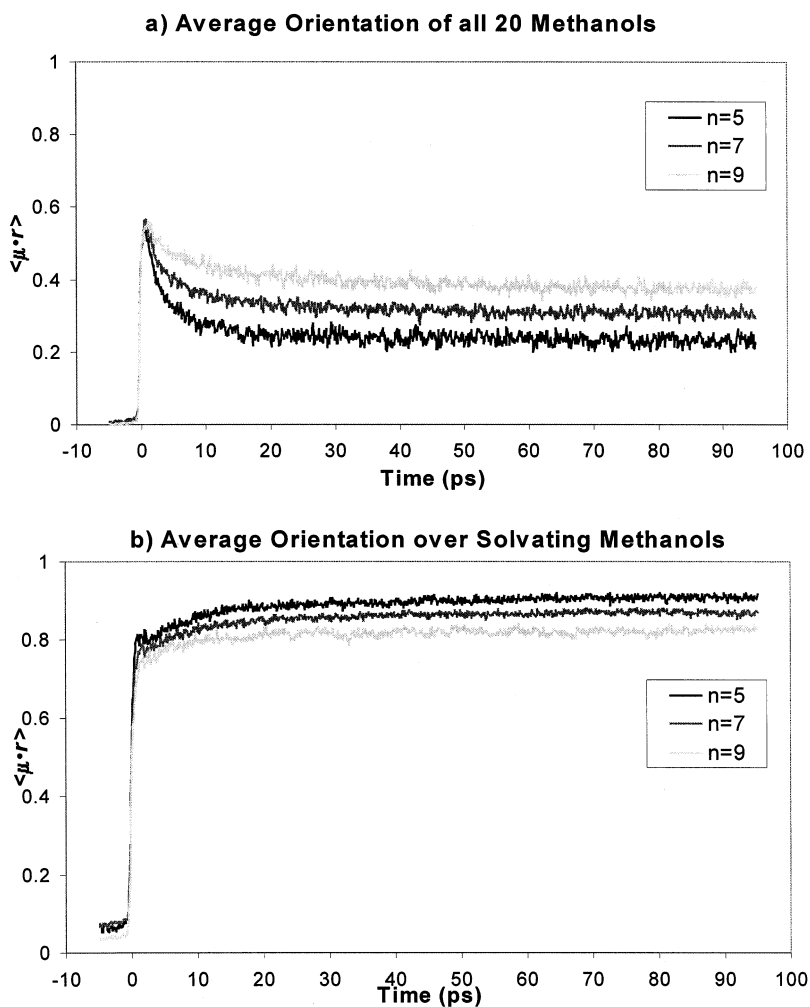 a) Average Orientation of all 20 Methanols
1
0.8
0.6
0.4
0.2
0
<μ•r>
n=5
n=7
n=9
-10 0 10 20 30 40 50 60 70 80 90 100
Time (ps)
b) Average Orientation over Solvating Methanols
1
0.8
0.6
0.4
0.2
0
<μ•r>
n=5
n=7
n=9
-10 0 10 20 30 40 50 60 70 80 90 100
Time (ps)